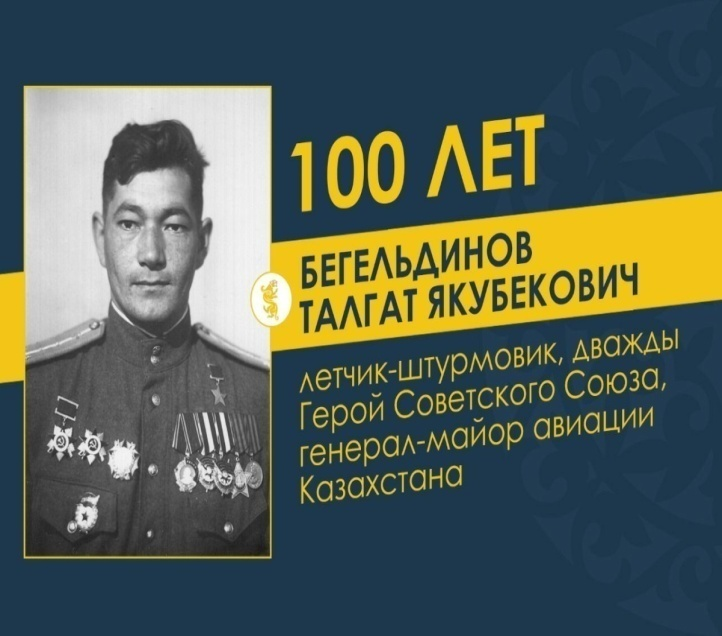 100 ЛЕТ
БЕГЕЛЬДИНОВ
ТАЛГАТ ЯКУБЕКОВИЧ
летчик-штурмовик, дважды
Герой Советского Союза,
генерал-майор авиации
Казахстана